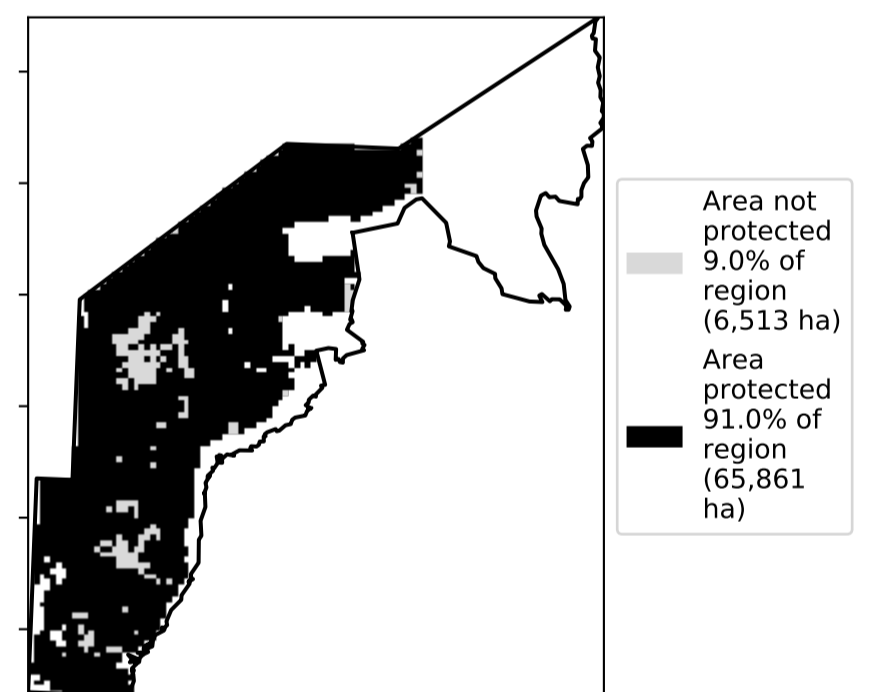 Area not
protected
9.0% of
region
(6,513 ha)
Area
protected
91.0% of
region
(65,861
ha)